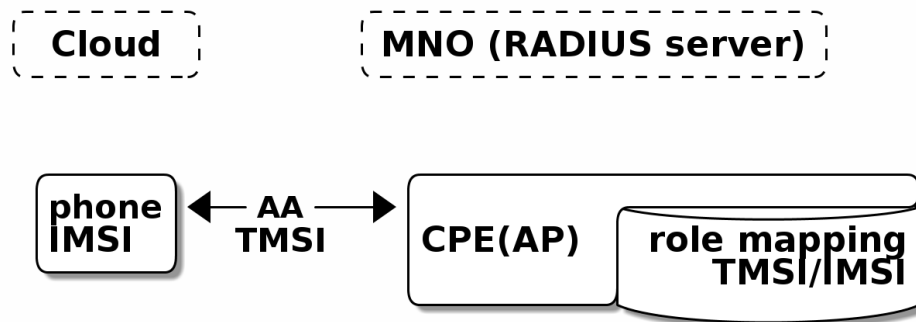 Cloud
MNO (RADIUS server)
phone
IMSI
AA
TMSI
CPE(AP)
role mapping
TMSI/IMSI